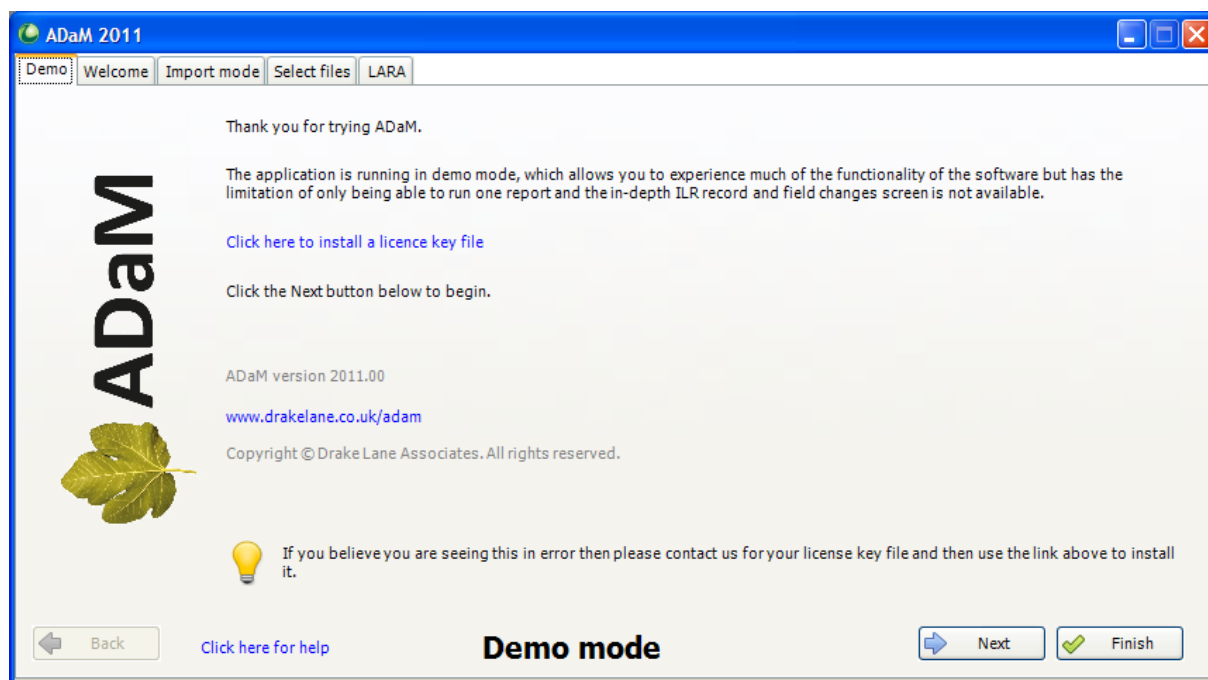 ADaM 2011
Demo Welcome Import mode Select files LARA
Thank you for trying ADaM.
The application is running in demo mode, which allows you to experience much of the functionality of the software but has the
limitation of only being able to run one report and the in-depth ILR record and field changes screen is not available.
Click here to install a licence key file
Click the Next button below to begin.
ADaM
ADaM version 2011.00
www.drakelane.co.uk/adam
Copyright © Drake Lane Associates. All rights reserved.
If you believe you are seeing this in error then please contact us for your license key file and then use the link above to install
it.
Back Click here for help Demo mode Next Finish